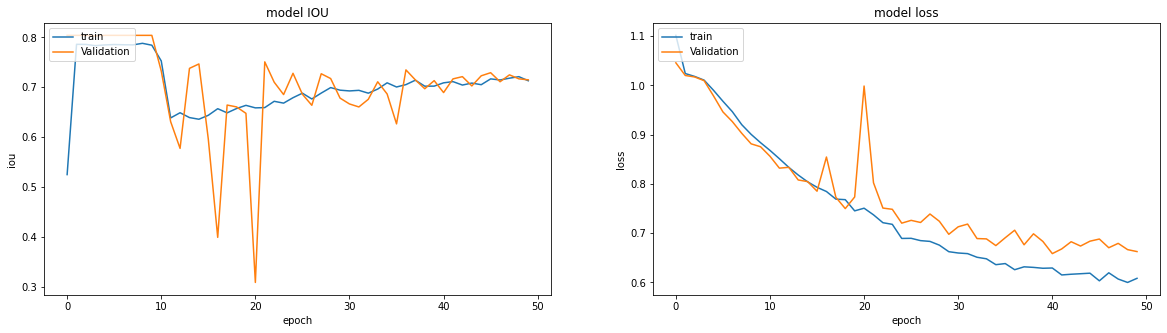 model IOU
train
Validation
0.8
0.7
0.6
0.5
0.4
0.3
iou
0 10 20 30 40 50
epoch
model loss
train
Validation
1.1
1.0
0.9
0.8
0.7
0.6
loss
0 10 20 30 40 50
epoch